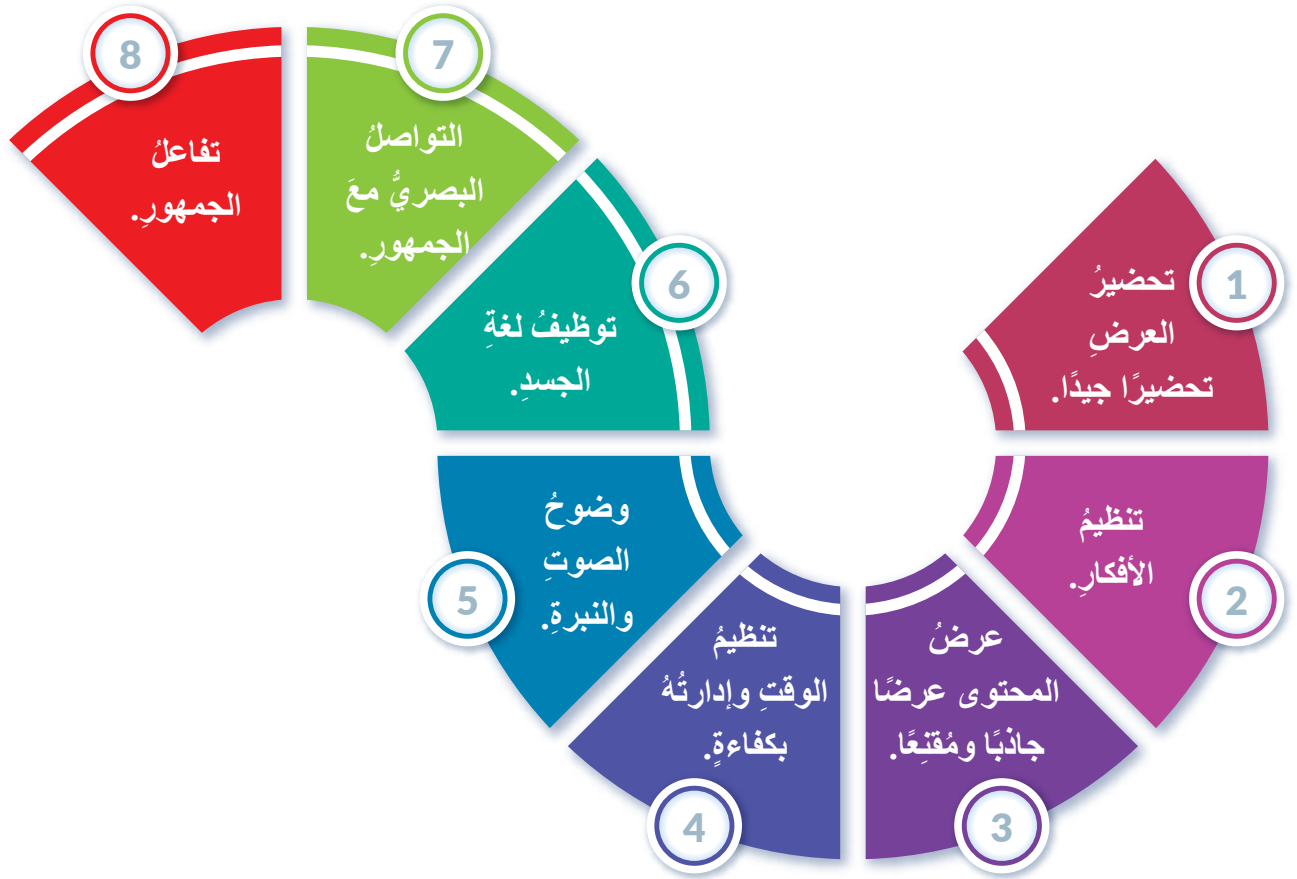 1
تحضيرُ
العرضِ
تحضيرًا جيدًا.
2
تنظيمُ
الأفكارِ.
3
عرضُ
المحتوى عرضًا
جاذبًا ومُقنِعًا.
4
تنظيمُ
الوقتِ وإدارتُهُ
بكفاءةٍ.
5
وضوحُ
الصوتِ
والنبرةِ.
6
توظيفُ لغةِ
الجسدِ.
7
التواصلُ
البصريُّ معَ
الجمهورِ.
8
تفاعلُ
الجمهورِ.